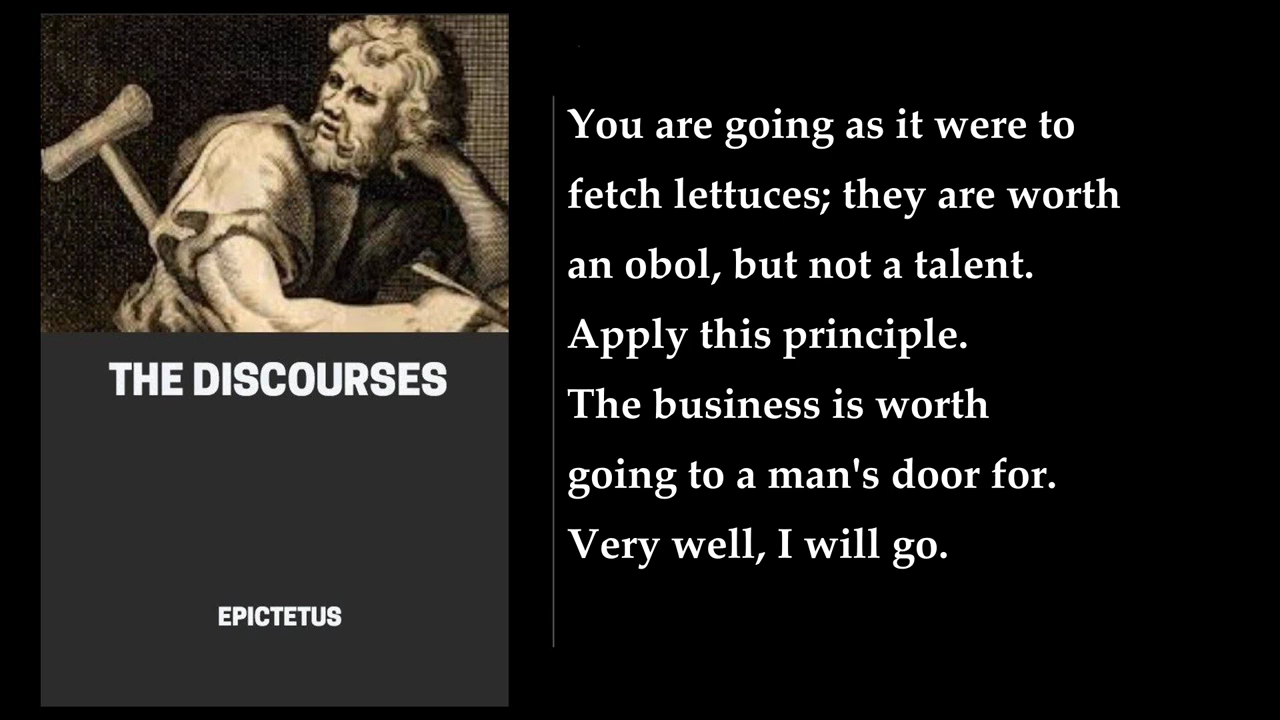 THE DISCOURSES
EPICTETUS
You are going as it were to
fetch lettuces; they are worth
an obol, but not a talent.
Apply this principle.
The business is worth
going to a man's door for.
Very well, I will go.